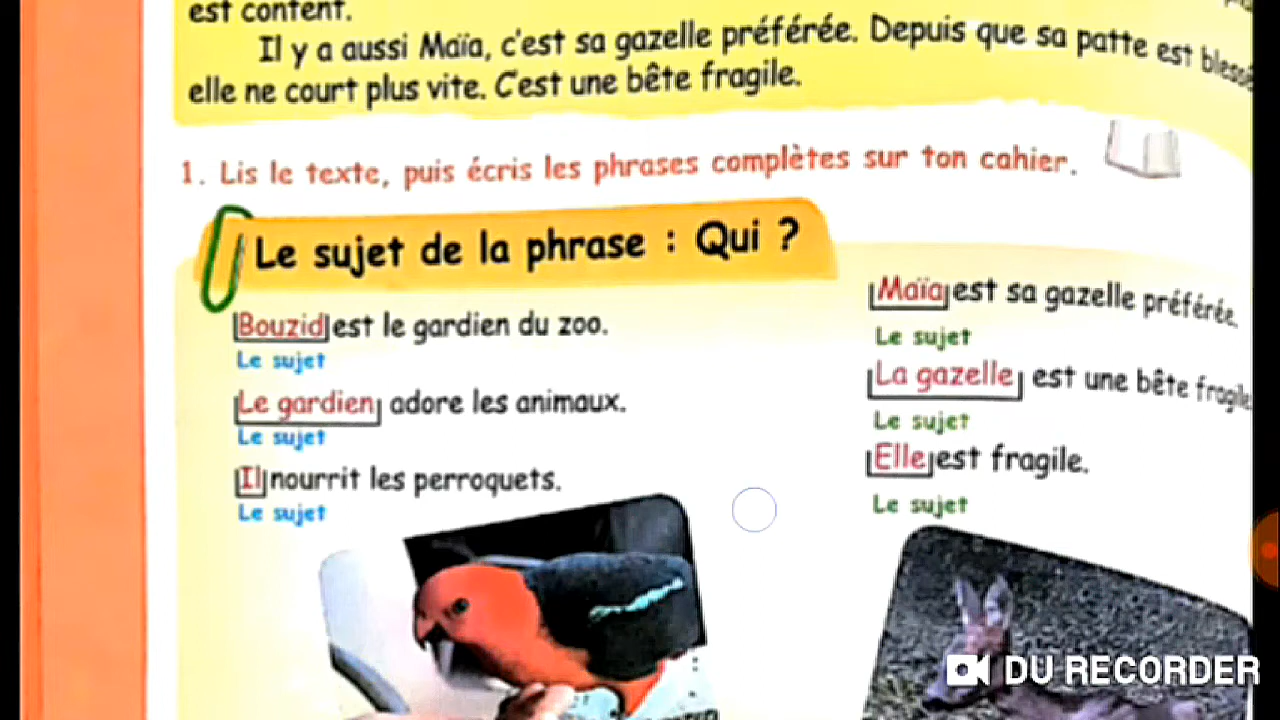 est content.
Il y a aussi Maïa, c'est sa gazelle préférée. Depuis que sa patte est blessée
elle ne court plus vite. C'est une bête fragile.
1. Lis le texte, puis écris les phrases complètes sur ton cahier.
Le sujet de la phrase : Qui ?
Bouzid est le gardien du zoo.
Le sujet
Le gardien adore les animaux.
Le sujet
Il nourrit les perroquets.
Le sujet
Maïa est sa gazelle préférée.
Le sujet
La gazelle est une bête fragile
Le sujet
Elle est fragile.
Le sujet
DU RECORDER